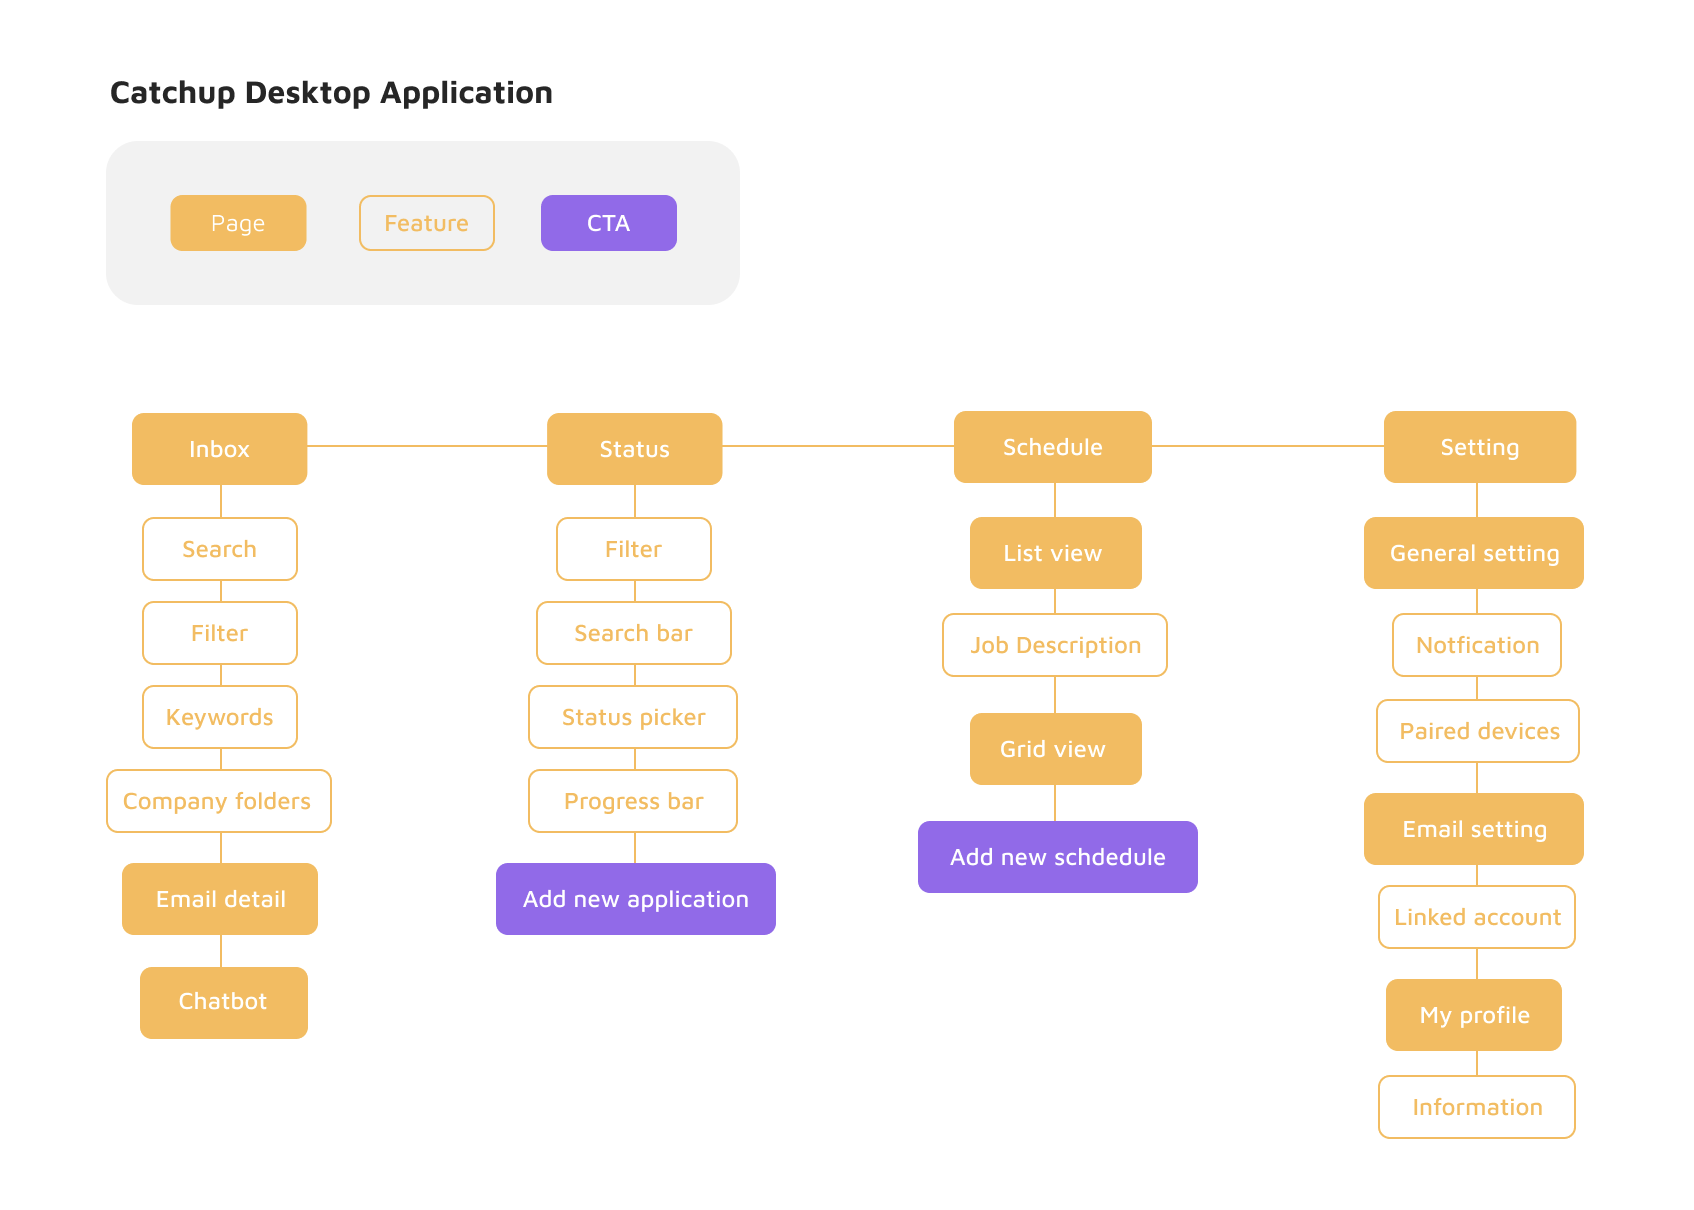 Catchup Desktop Application
Page
Feature
CTA
Inbox
Status
Schedule
Setting
Search
Filter
Keywords
Company folders
Email detail
Chatbot
Filter
Search bar
Status picker
Progress bar
Add new application
List view
Job Description
Grid view
Add new schdedule
General setting
Notfication
Paired devices
Email setting
Linked account
My profile
Information